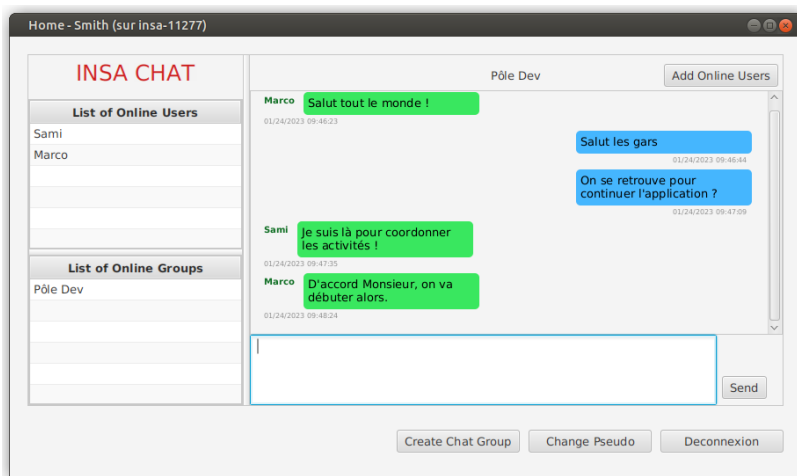 Home - Smith (sur insa-11277)
INSA CHAT
List of Online Users
Sami
Marco
List of Online Groups
Pôle Dev
Pôle Dev
Add Online Users
Marco
Salut tout le monde !
01/24/2023 09:46:23
Salut les gars
01/24/2023 09:46:44
On se retrouve pour
continuer l'application ?
01/24/2023 09:47:09
Sami
Je suis là pour coordonner
les activités !
01/24/2023 09:47:35
Marco
D'accord Monsieur, on va
débuter alors.
01/24/2023 09:48:24
Send
Create Chat Group
Change Pseudo
Deconnexion